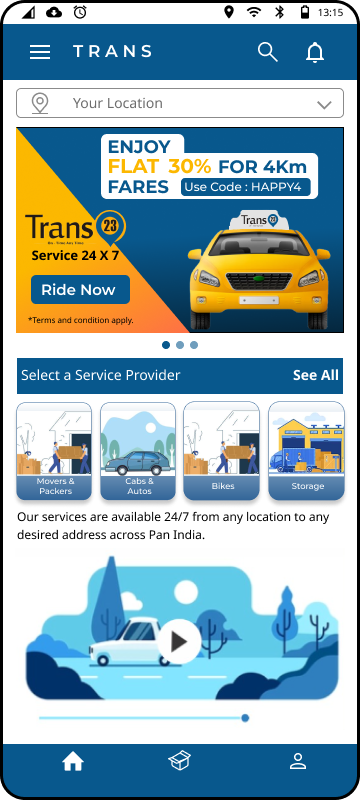 13:15
TRANS
Your Location
ENJOY
FLAT 30% FOR 4Km
FARES Use Code : HAPPY4
Trans 23
Service 24 X 7
Ride Now
*Terms and condition apply.
Trans 23
Select a Service Provider See All
Movers &
Packers
Cabs &
Autos
Bikes
Storage
Our services are available 24/7 from any location to any
desired address across Pan India.